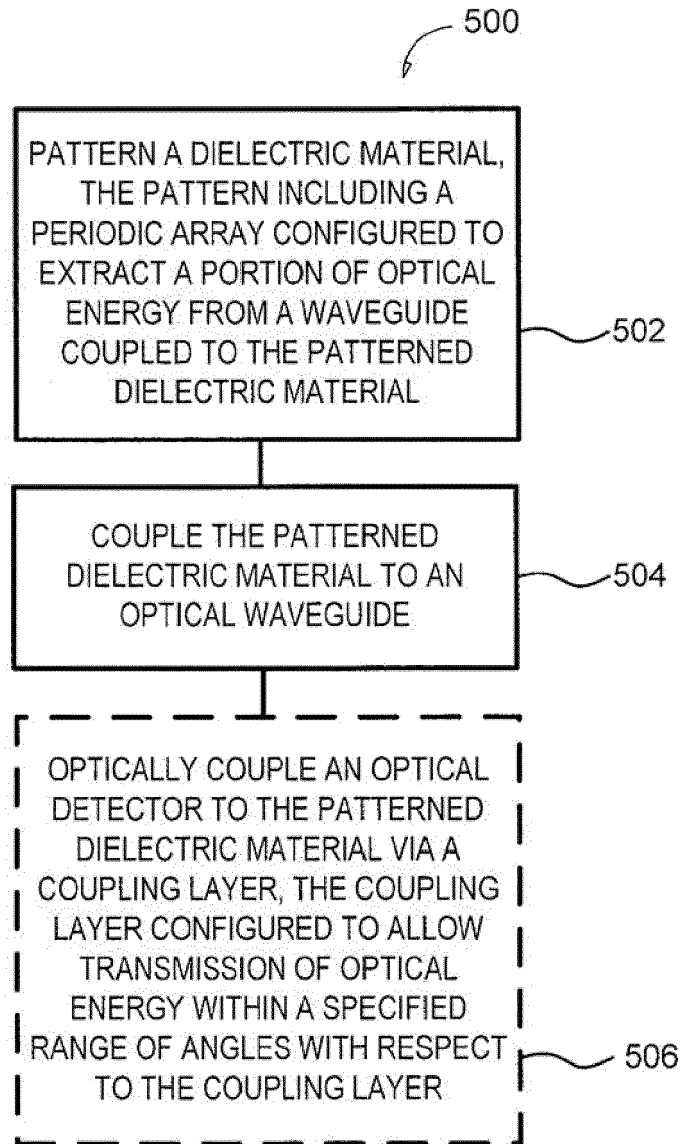 500
PATTERN A DIELECTRIC MATERIAL,
THE PATTERN INCLUDING A
PERIODIC ARRAY CONFIGURED TO
EXTRACT A PORTION OF OPTICAL
ENERGY FROM A WAVEGUIDE
COUPLED TO THE PATTERNED
DIELECTRIC MATERIAL
502
COUPLE THE PATTERNED
DIELECTRIC MATERIAL TO AN
OPTICAL WAVEGUIDE
504
OPTICALLY COUPLE AN OPTICAL
DETECTOR TO THE PATTERNED
DIELECTRIC MATERIAL VIA A
COUPLING LAYER, THE COUPLING
LAYER CONFIGURED TO ALLOW
TRANSMISSION OF OPTICAL
ENERGY WITHIN A SPECIFIED
RANGE OF ANGLES WITH RESPECT
TO THE COUPLING LAYER
506